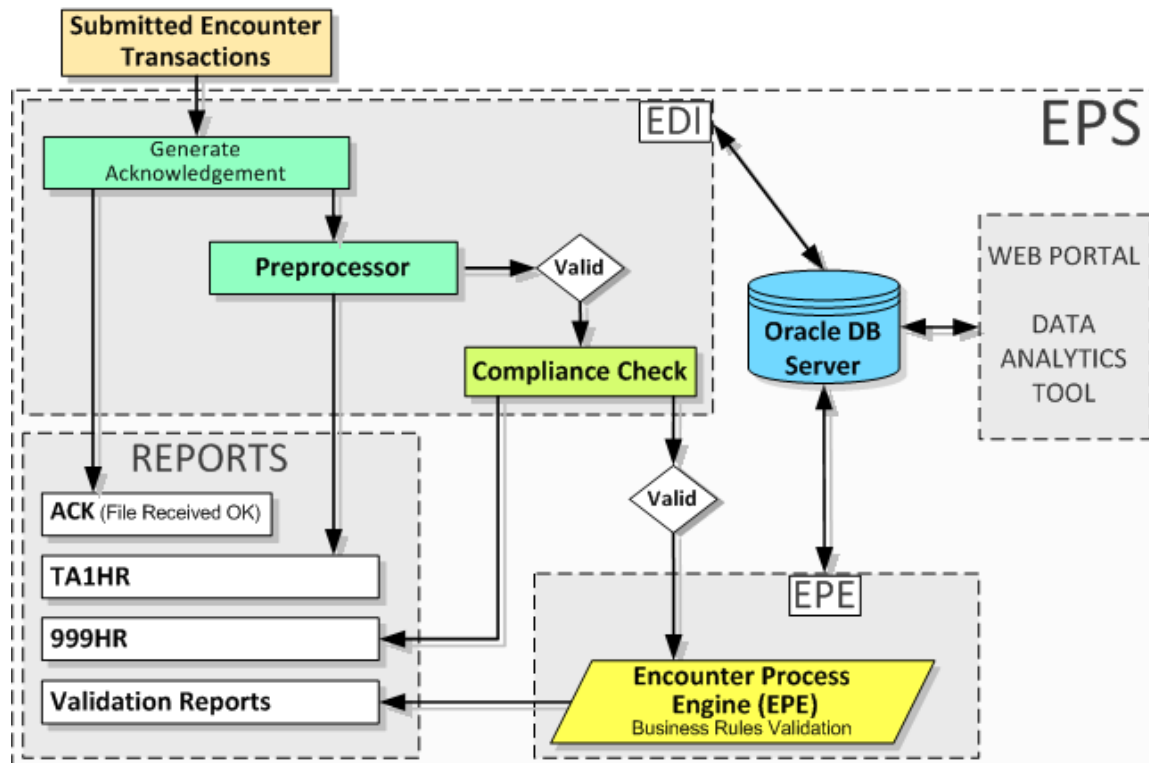 Submitted Encounter
Transactions
EDI
EPS
Generate
Acknowledgement
Preprocessor
Valid
WEB PORTAL
DATA
ANALYTICS
TOOL
Oracle DB
Server
Compliance Check
REPORTS
Valid
ACK (File Received OK)
TA1HR
999HR
Validation Reports
EPE
Encounter Process
Engine (EPE)
Business Rules Validation